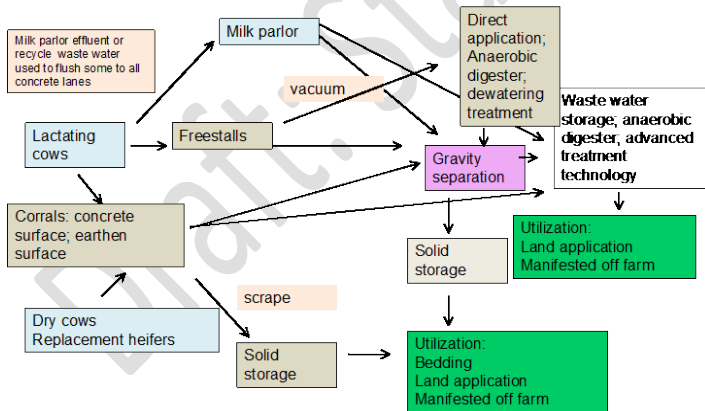 Milk parlor effluent or
recycle waste water
used to flush some to all
concrete lanes
Milk parlor
Direct
application;
Anaerobic
digester;
dewatering
treatment
vacuum
Waste water
storage; anaerobic
digester; advanced
treatment
technology
Lactating
cows
Freestalls
Gravity
separation
Corrals: concrete
surface; earthen
surface
Utilization:
Land application
Manifested off farm
Solid
storage
scrape
Dry cows
Replacement heifers
Solid
storage
Utilization:
Bedding
Land application
Manifested off farm